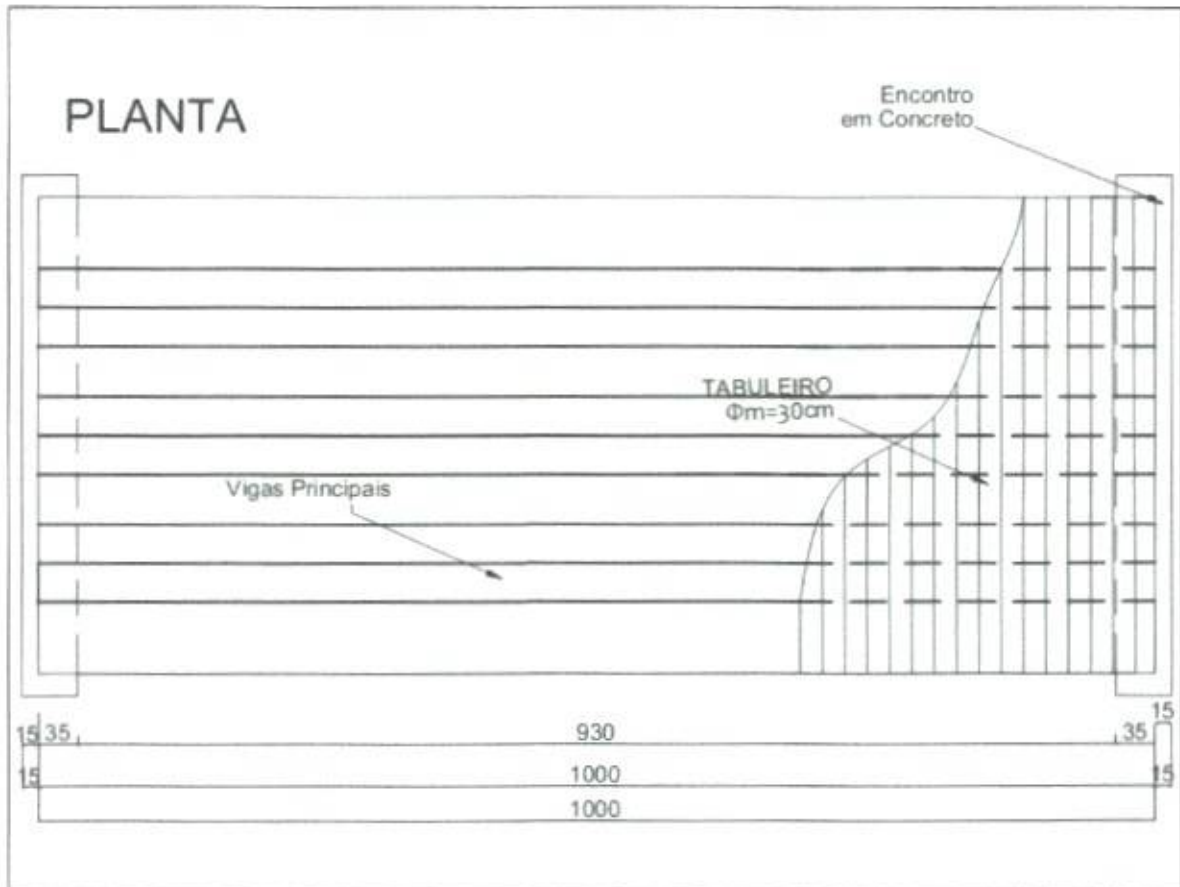 PLANTA
Encontro
em Concreto
TABULEIRO
Φm=30cm
Vigas Principais
15
15 35 930 35
15 1000 15
1000